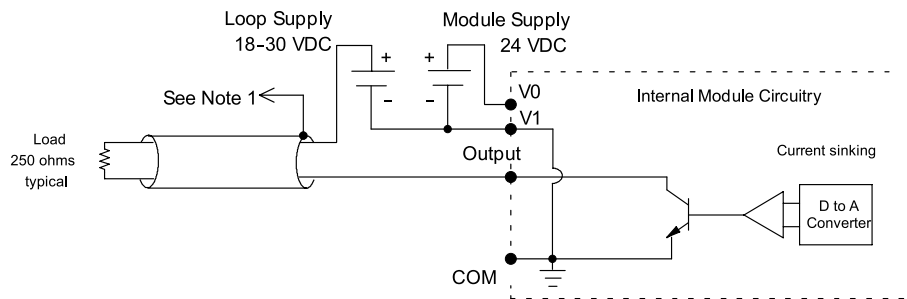 Loop Supply
18-30 VDC
Module Supply
24 VDC
+
+
-
-
See Note 1
V0
V1
Internal Module Circuitry
Load
250 ohms
typical
Output
Current sinking
D to A
Converter
COM